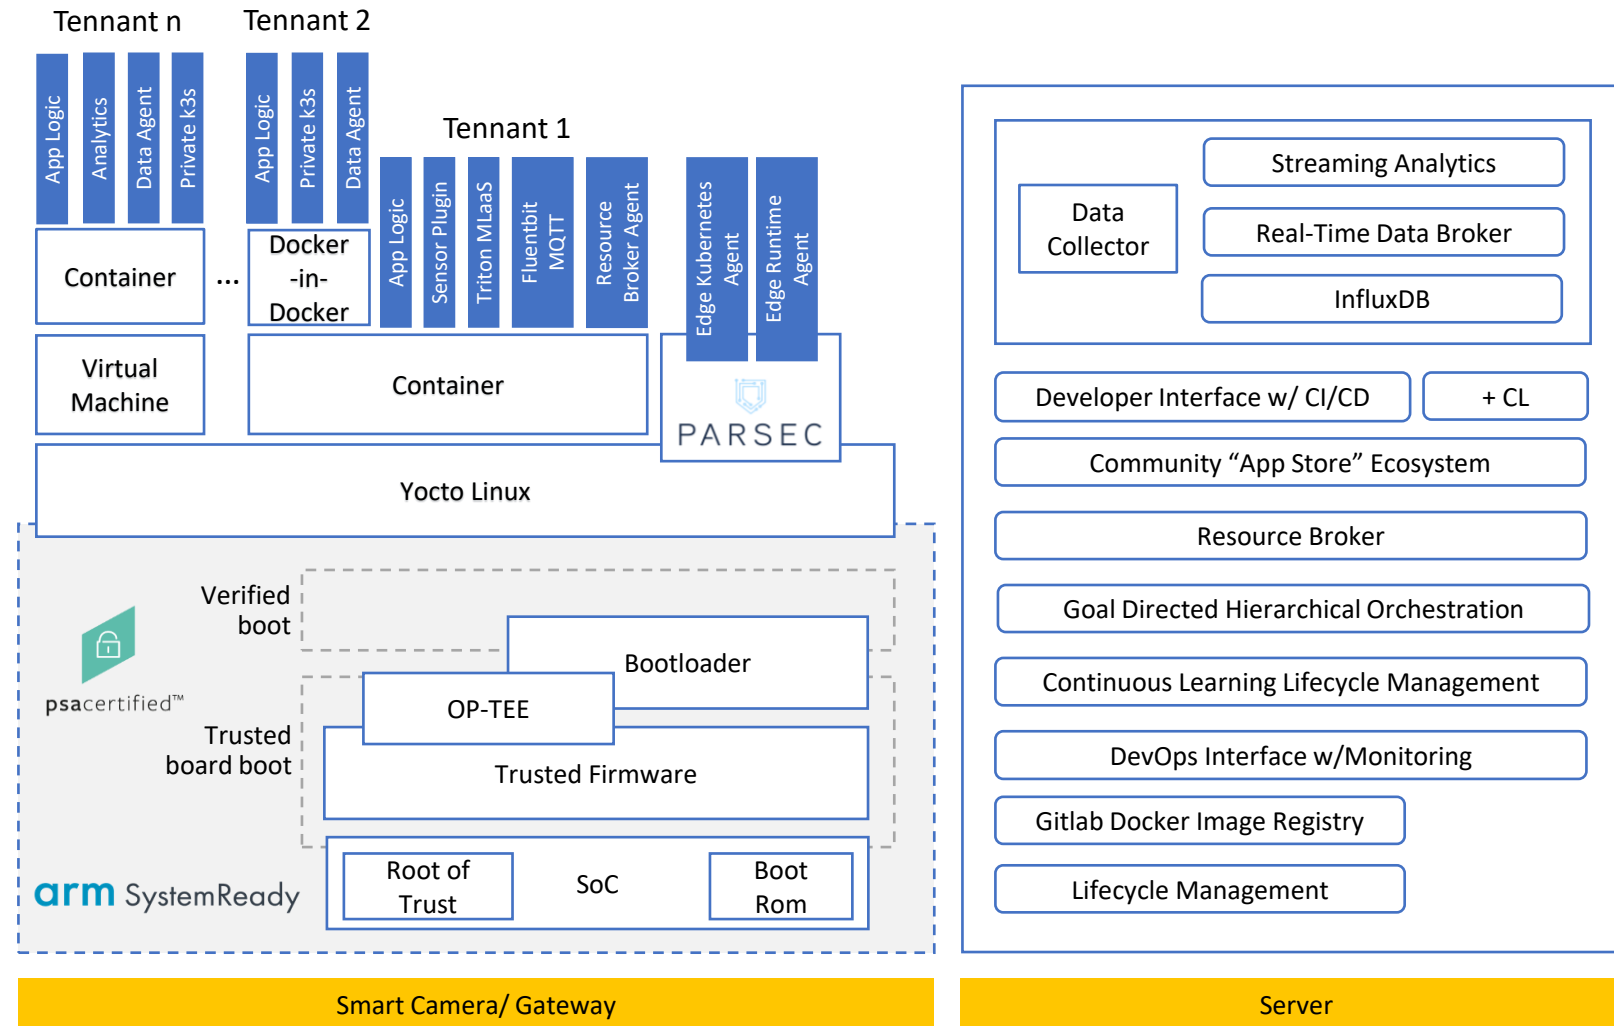 Tennant n
Tennant 2
App Logic
Analytics
Data Agent
Private k3s
App Logic
Private k3s
Data Agent
Tennant 1
App Logic
Sensor Plugin
Triton MLaaS
Fluentbit
MQTT
Resource
Broker Agent
Edge Kubernetes
Agent
Edge Runtime
Agent
Container
...
Docker
-in-
Docker
Virtual
Machine
Container
PARSEC
Yocto Linux
Verified
boot
Bootloader
psacertified™
OP-TEE
Trusted
board boot
Trusted Firmware
arm SystemReady
Root of
Trust
SoC
Boot
Rom
Smart Camera/ Gateway
Data
Collector
Streaming Analytics
Real-Time Data Broker
InfluxDB
Developer Interface w/ CI/CD
+ CL
Community “App Store” Ecosystem
Resource Broker
Goal Directed Hierarchical Orchestration
Continuous Learning Lifecycle Management
DevOps Interface w/Monitoring
Gitlab Docker Image Registry
Lifecycle Management
Server